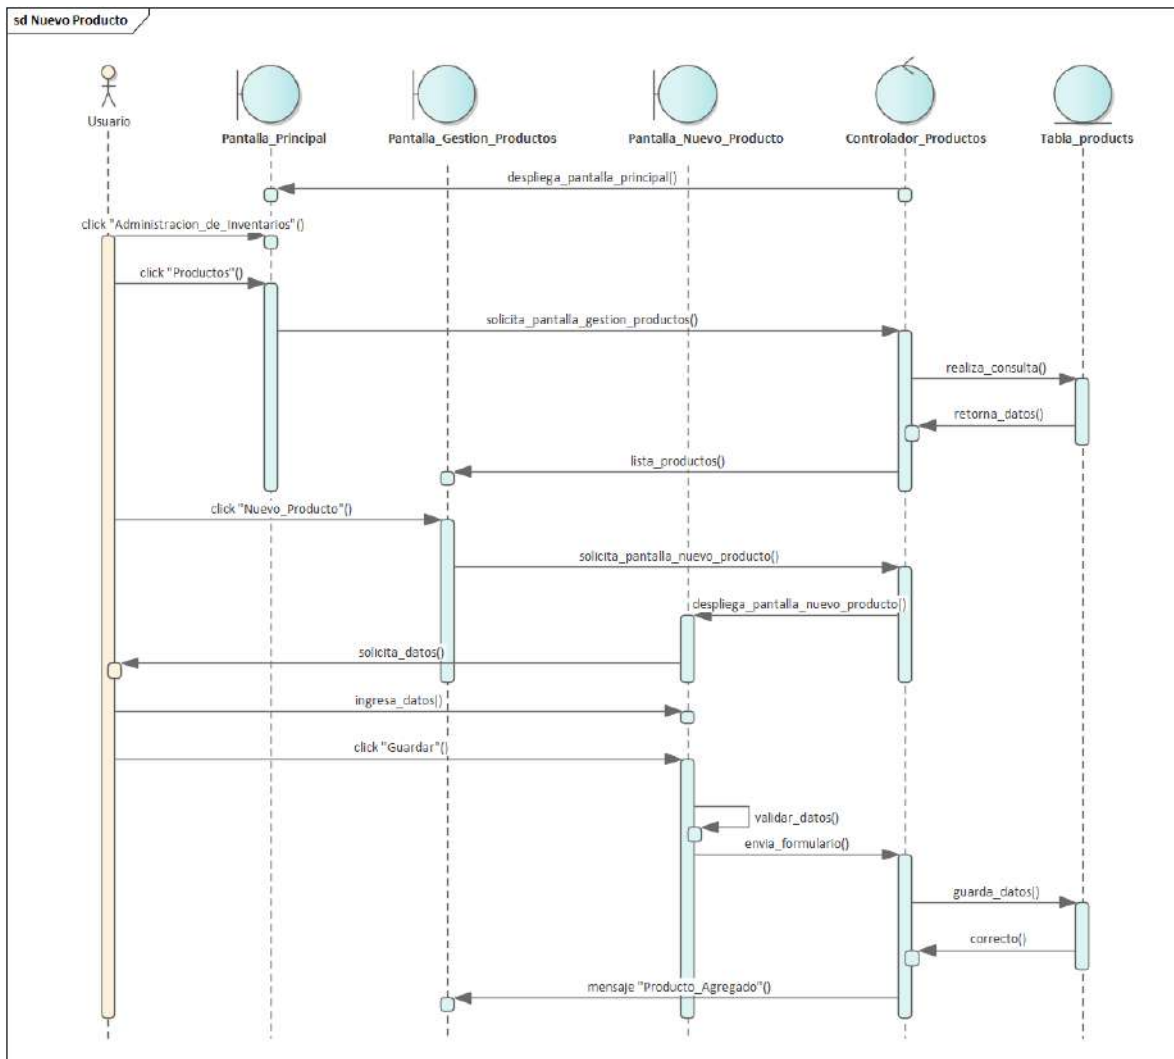 sd Nuevo Producto
Usuario
Pantalla_Principal
Pantalla_Gestion_Productos
Pantalla_Nuevo_Producto
Controlador_Productos
Tabla_products
despliega_pantalla_principal()
click "Administracion_de_Inventarios"()
click "Productos"()
solicita_pantalla_gestion_productos()
realiza_consulta()
retorna_datos()
lista_productos()
click "Nuevo_Producto"()
solicita_pantalla_nuevo_producto()
despliega_pantalla_nuevo_producto()
solicita_datos()
ingresa_datos()
click "Guardar"()
validar_datos()
envia_formulario()
guarda_datos()
correcto()
mensaje "Producto_Agregado"()